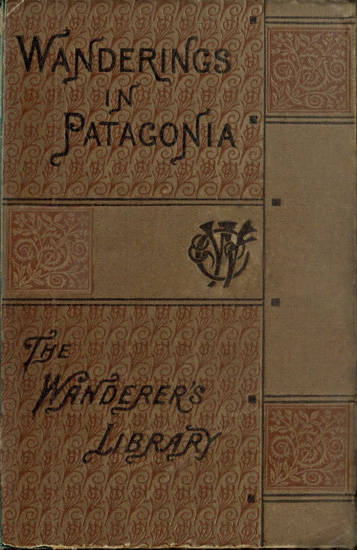 WANDERINGS
IN
PATAGONIA
THE
WANDERER'S
LIBRARY